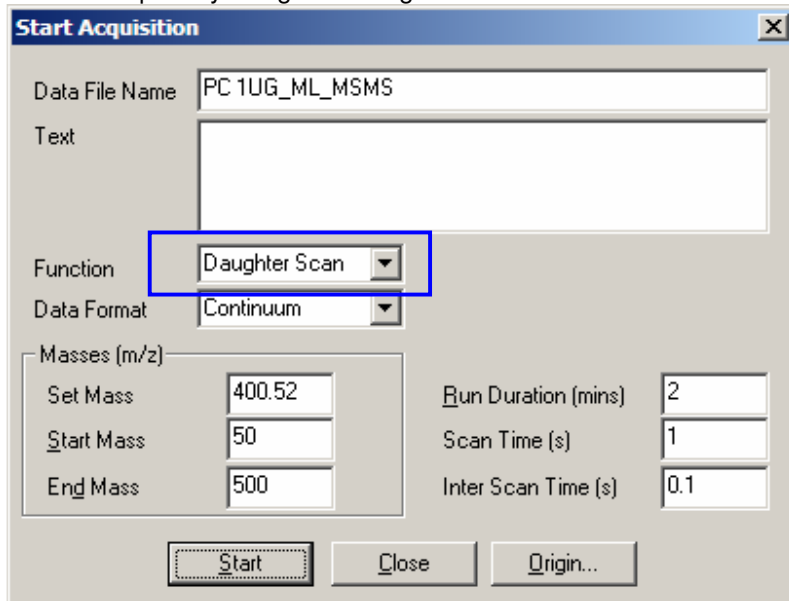 Start Acquisition
Data File Name PC 1UG_ML_MSMS
Text
Function Daughter Scan
Data Format Continuum
Masses (m/z)
Set Mass 400.52 Run Duration (mins) 2
Start Mass 50 Scan Time (s) 1
End Mass 500 Inter Scan Time (s) 0.1
Start Close Origin...